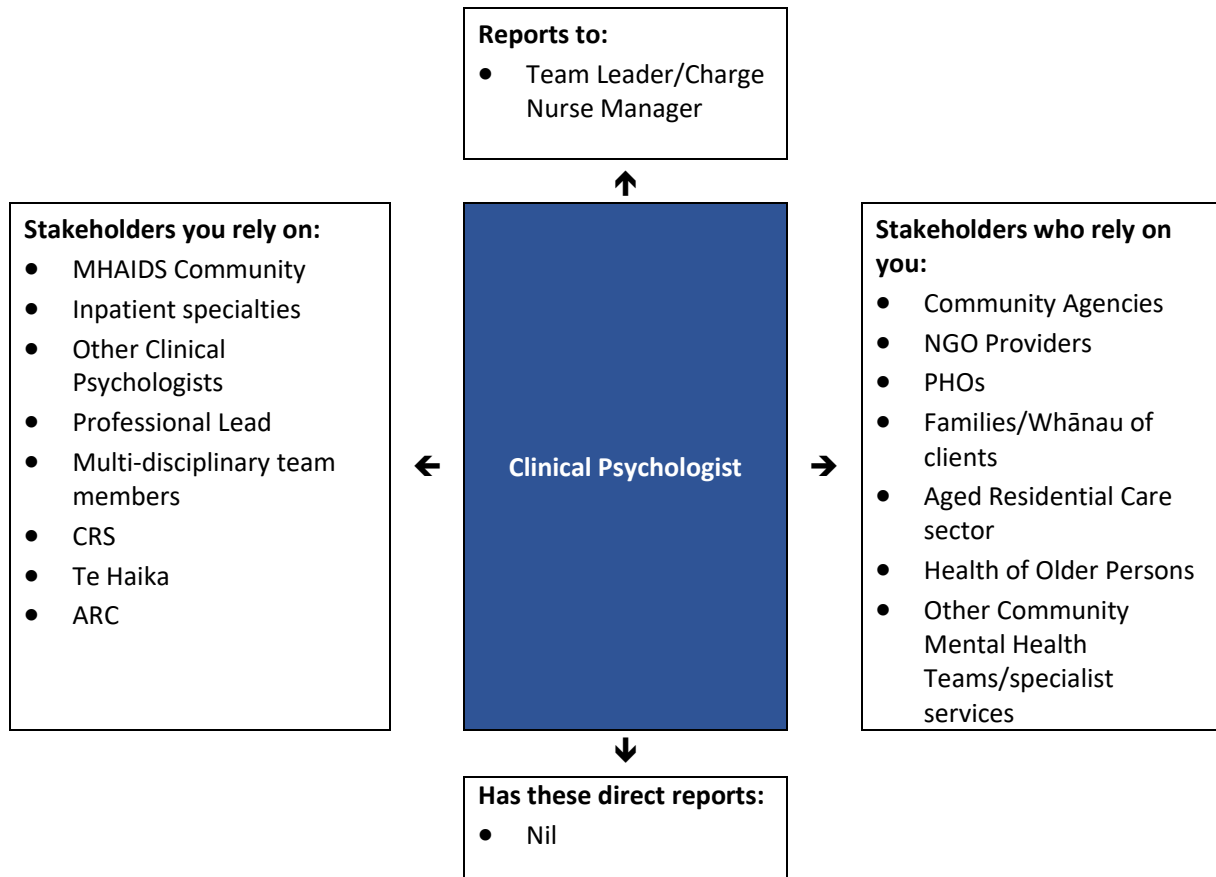 Reports to:
● Team Leader/Charge
Nurse Manager
Stakeholders you rely on:
● MHAIDS Community
● Inpatient specialties
● Other Clinical
Psychologists
● Professional Lead
● Multi-disciplinary team
members
● CRS
● Te Haika
● ARC
Clinical Psychologist
Stakeholders who rely on
you:
● Community Agencies
● NGO Providers
● PHOs
● Families/Whānau of
clients
● Aged Residential Care
sector
● Health of Older Persons
● Other Community
Mental Health
Teams/specialist
services
Has these direct reports:
● Nil